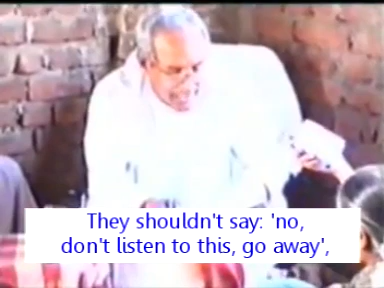 They shouldn't say: 'no,
don't listen to this, go away',